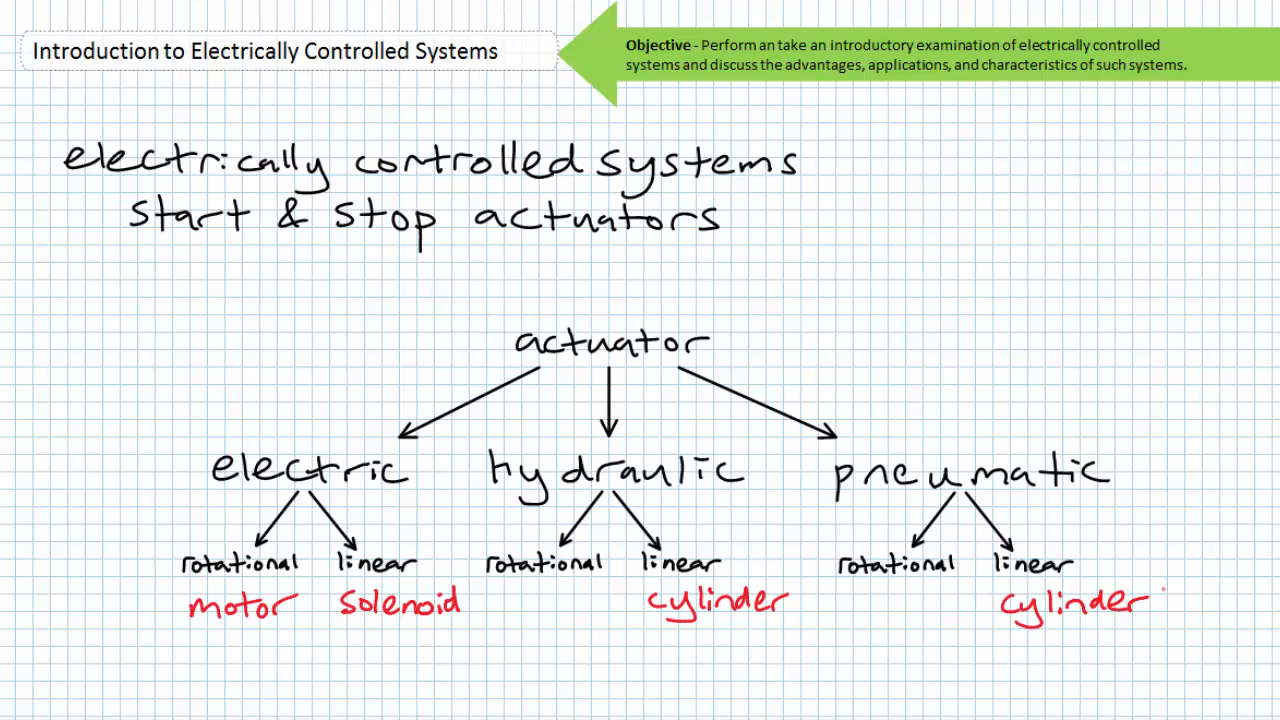 Introduction to Electrically Controlled Systems
Objective - Perform an take an introductory examination of electrically controlled
systems and discuss the advantages, applications, and characteristics of such systems.
electrically controlled systems
start & stop actuators
actuator
electric hydraulic pneumatic
rotational linear rotational linear rotational linear
motor solenoid cylinder cylinder